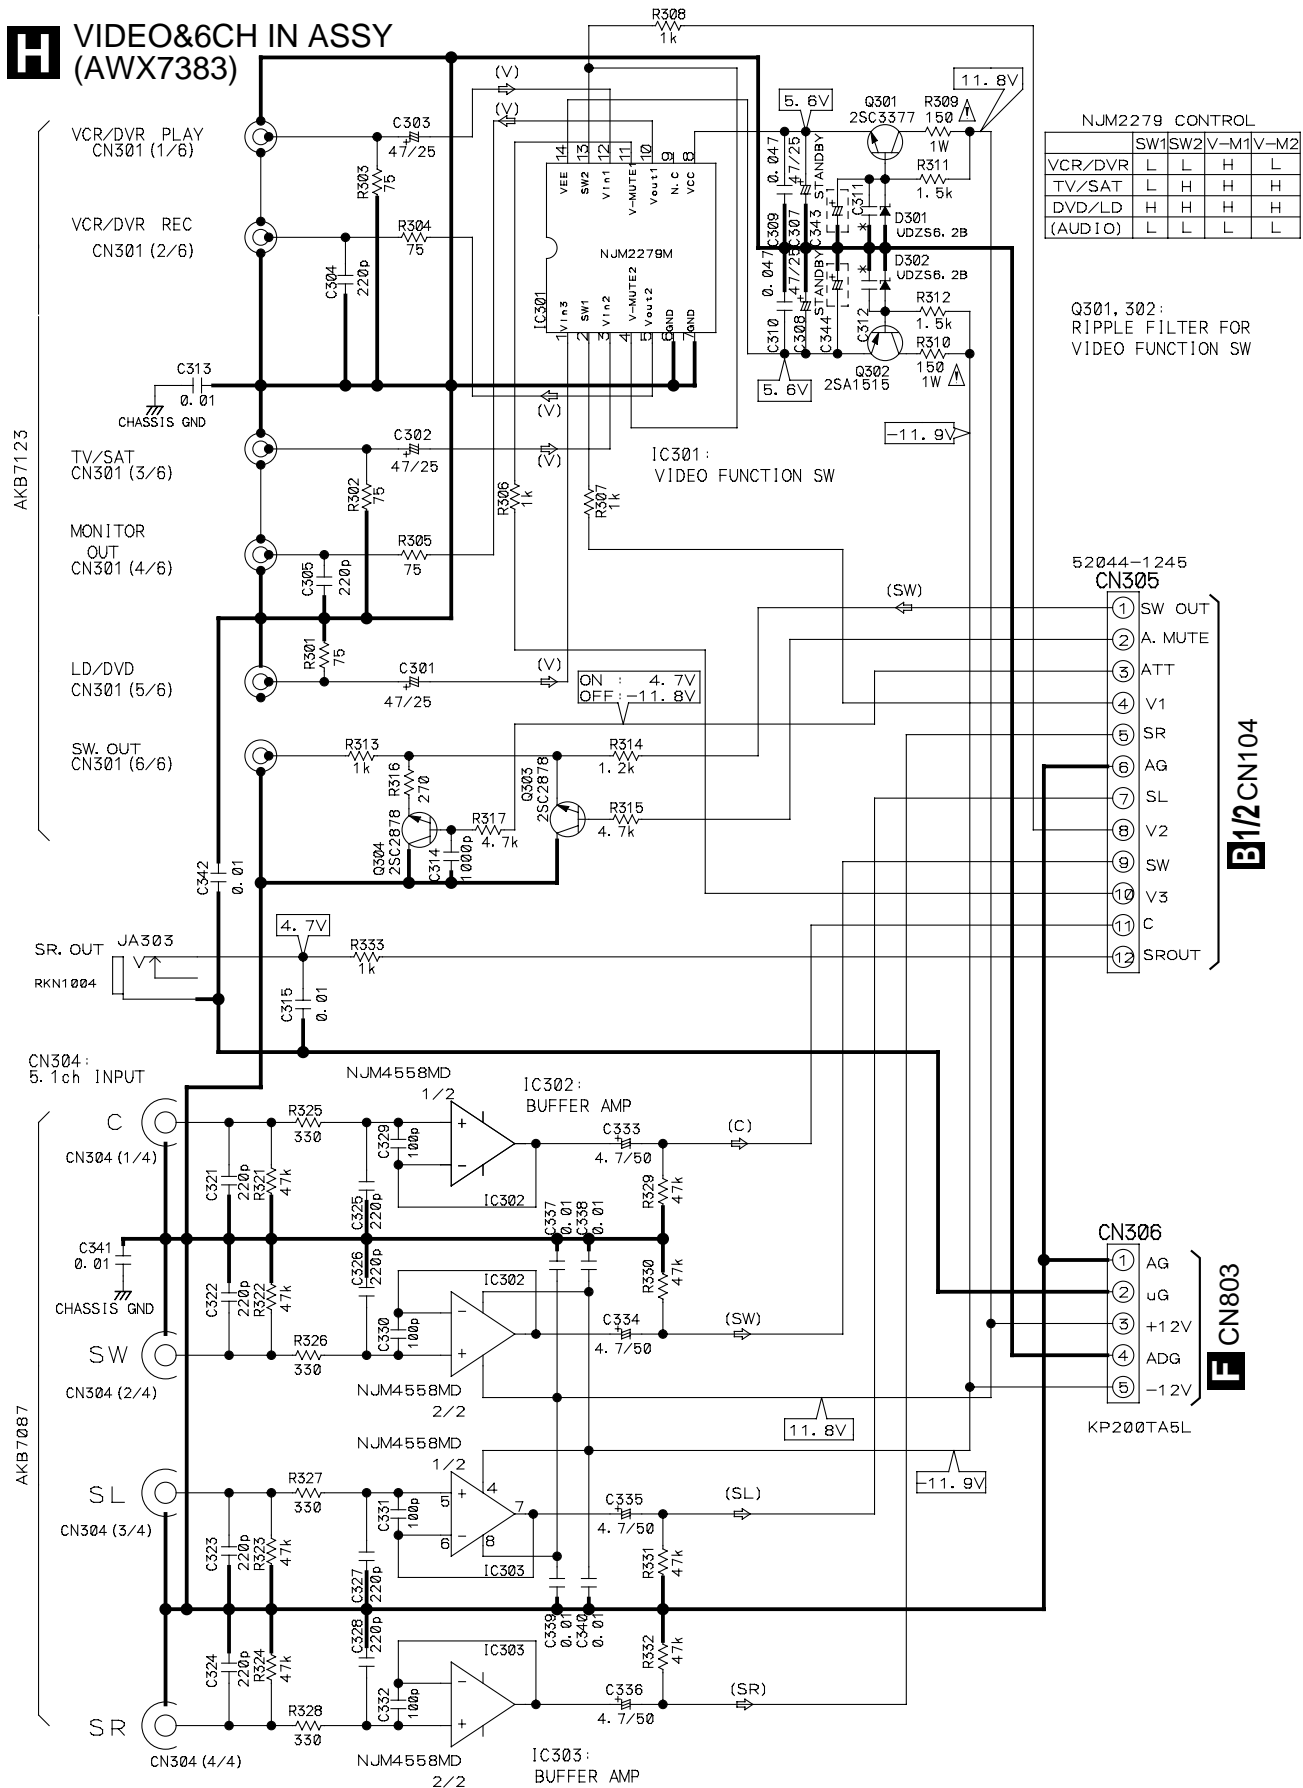 H VIDEO&6CH IN ASSY
(AWX7383)
R308
1k
(V)
(V)
VCR/DVR PLAY
CN301 (1/6)
C303
47/25
R303
75
VCR/DVR REC
CN301 (2/6)
R304
75
C304
220p
14 13 12 11 10 9 8
VEE SW2 Vin1 V-MUTE1 Vout1 N.C VCC
NJM2279M
IC301
Vin3 SW1 Vin2 V-MUTE2 Vout2 GND GND
1 2 3 4 5 6 7
5.6V
Q301
2SC3377
R309
150
1W
11.8V
R311
1.5k
0.047
47/25
STANDBY
C309
C307
C343
C311
D301
UDZS6.2B
D302
UDZS6.2B
0.047
47/25
STANDBY
C310
C308
C344
C312
R312
1.5k
R310
150
1W
Q302
2SA1515
5.6V
-11.9V
NJM2279 CONTROL
SW1 SW2 V-M1 V-M2
VCR/DVR L L H L
TV/SAT L H H H
DVD/LD H H H H
(AUDIO) L L L L
Q301, 302:
RIPPLE FILTER FOR
VIDEO FUNCTION SW
C313
0.01
CHASSIS GND
(V)
AKB7123
TV/SAT
CN301 (3/6)
C302
47/25
(V)
R302
75
R306
1k
R307
1k
IC301:
VIDEO FUNCTION SW
MONITOR
OUT
CN301 (4/6)
R305
75
C305
220p
R301
75
LD/DVD
CN301 (5/6)
C301
47/25
(V)
ON : 4.7V
OFF:-11.8V
(SW)
52044-1245
CN305
1 SW OUT
2 A.MUTE
3 ATT
4 V1
5 SR
6 AG
7 SL
8 V2
9 SW
10 V3
11 C
12 SROUT
B1/2 CN104
SW. OUT
CN301 (6/6)
R313
1k
R316
270
Q303
2SC2878
R314
1.2k
R315
4.7k
R317
4.7k
Q304
2SC2878
C314
1000p
C342
0.01
SR. OUT JA303
RKN1004
4.7V
R333
1k
C315
0.01
CN304:
5.1ch INPUT
NJM4558MD
1/2
IC302:
BUFFER AMP
C
CN304 (1/4)
R325
330
C329
100p
+
−
IC302
C333
4.7/50
(C)
C321
220p
R321
47k
C325
220p
C337
0.01
C338
0.01
R329
47k
C341
0.01
CHASSIS GND
C322
220p
R322
47k
C326
220p
IC302
R330
47k
SW
CN304 (2/4)
R326
330
C330
100p
−
+
C334
4.7/50
(SW)
NJM4558MD
2/2
11.8V
CN306
1 AG
2 uG
3 +12V
4 ADG
5 -12V
F CN803
KP200TA5L
AKB7087
NJM4558MD
1/2
-11.9V
SL
CN304 (3/4)
R327
330
C331
100p
5 +
6 −
4
7
8
IC303
C335
4.7/50
(SL)
C323
220p
R323
47k
C327
220p
R331
47k
C339
0.01
C340
0.01
C324
220p
R324
47k
C328
220p
IC303
R332
47k
SR
CN304 (4/4)
R328
330
C332
100p
−
+
C336
4.7/50
(SR)
NJM4558MD
2/2
IC303:
BUFFER AMP